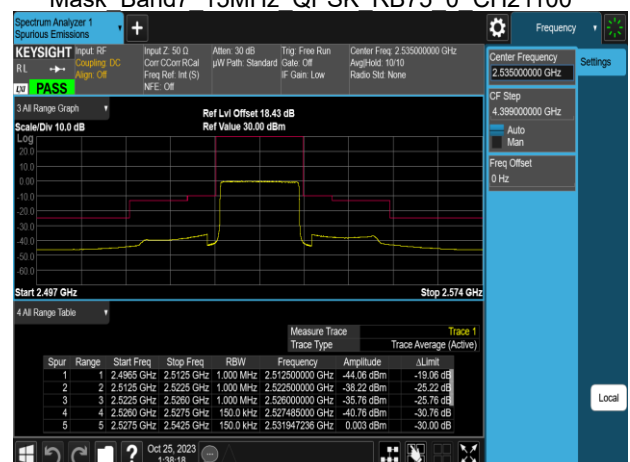 Mask Band7 15MHz QPSK RB75 0 CH21100
Spectrum Analyzer 1
Spurious Emissions
+
Frequency
KEYSIGHT Input: RF Input Z: 50 Ω Atten: 30 dB Trig: Free Run Center Freq: 2.535000000 GHz
RL Coupling: DC Corr CCorr RCal µW Path: Standard Gate: Off Avg|Hold: 10/10
Align: Off Freq Ref: Int (S) IF Gain: Low Radio Std: None
LXI PASS NFE: Off
Center Frequency
2.535000000 GHz
Settings
CF Step
4.399000000 GHz
Auto
Man
Freq Offset
0 Hz
3 All Range Graph
Ref Lvl Offset 18.43 dB
Scale/Div 10.0 dB Ref Value 30.00 dBm
Log
20.0
10.0
0.00
-10.0
-20.0
-30.0
-40.0
-50.0
-60.0
Start 2.497 GHz Stop 2.574 GHz
4 All Range Table
Measure Trace Trace 1
Trace Type Trace Average (Active)
Spur Range Start Freq Stop Freq RBW Frequency Amplitude ΔLimit
1 1 2.4965 GHz 2.5125 GHz 1.000 MHz 2.512500000 GHz -44.06 dBm -19.06 dB
2 2 2.5125 GHz 2.5225 GHz 1.000 MHz 2.522500000 GHz -38.22 dBm -25.22 dB
3 3 2.5225 GHz 2.5260 GHz 1.000 MHz 2.526000000 GHz -35.76 dBm -25.76 dB
4 4 2.5260 GHz 2.5275 GHz 150.0 kHz 2.527485000 GHz -40.76 dBm -30.76 dB
5 5 2.5275 GHz 2.5425 GHz 150.0 kHz 2.531947236 GHz 0.003 dBm -30.00 dB
Local
? Oct 25, 2023
1:38:18